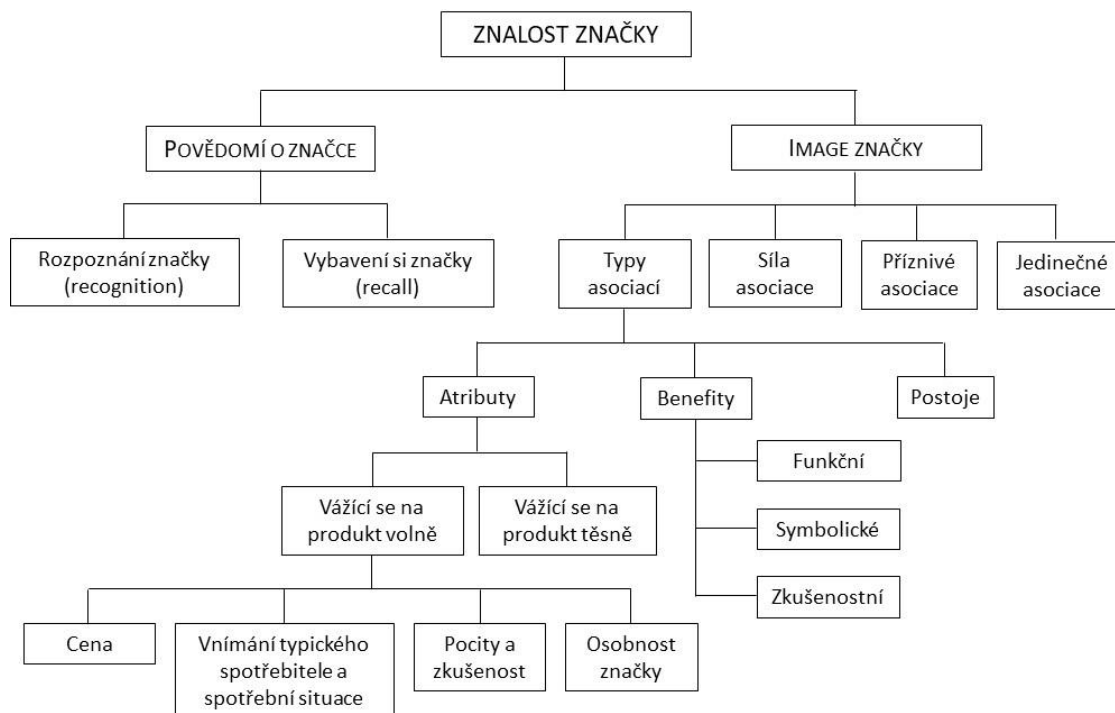 ZNALOST ZNAČKY
POVĚDOMÍ O ZNAČCE
IMAGE ZNAČKY
Rozpoznání značky
(recognition)
Vybavení si značky
(recall)
Typy
asociací
Síla
asociace
Příznivé
asociace
Jedinečné
asociace
Atributy
Benefity
Postoje
Funkční
Symbolické
Zkušenostní
Vážící se na
produkt volně
Vážící se na
produkt těsně
Cena
Vnímání typického
spotřebitele a
spotřební situace
Pocity a
zkušenost
Osobnost
značky